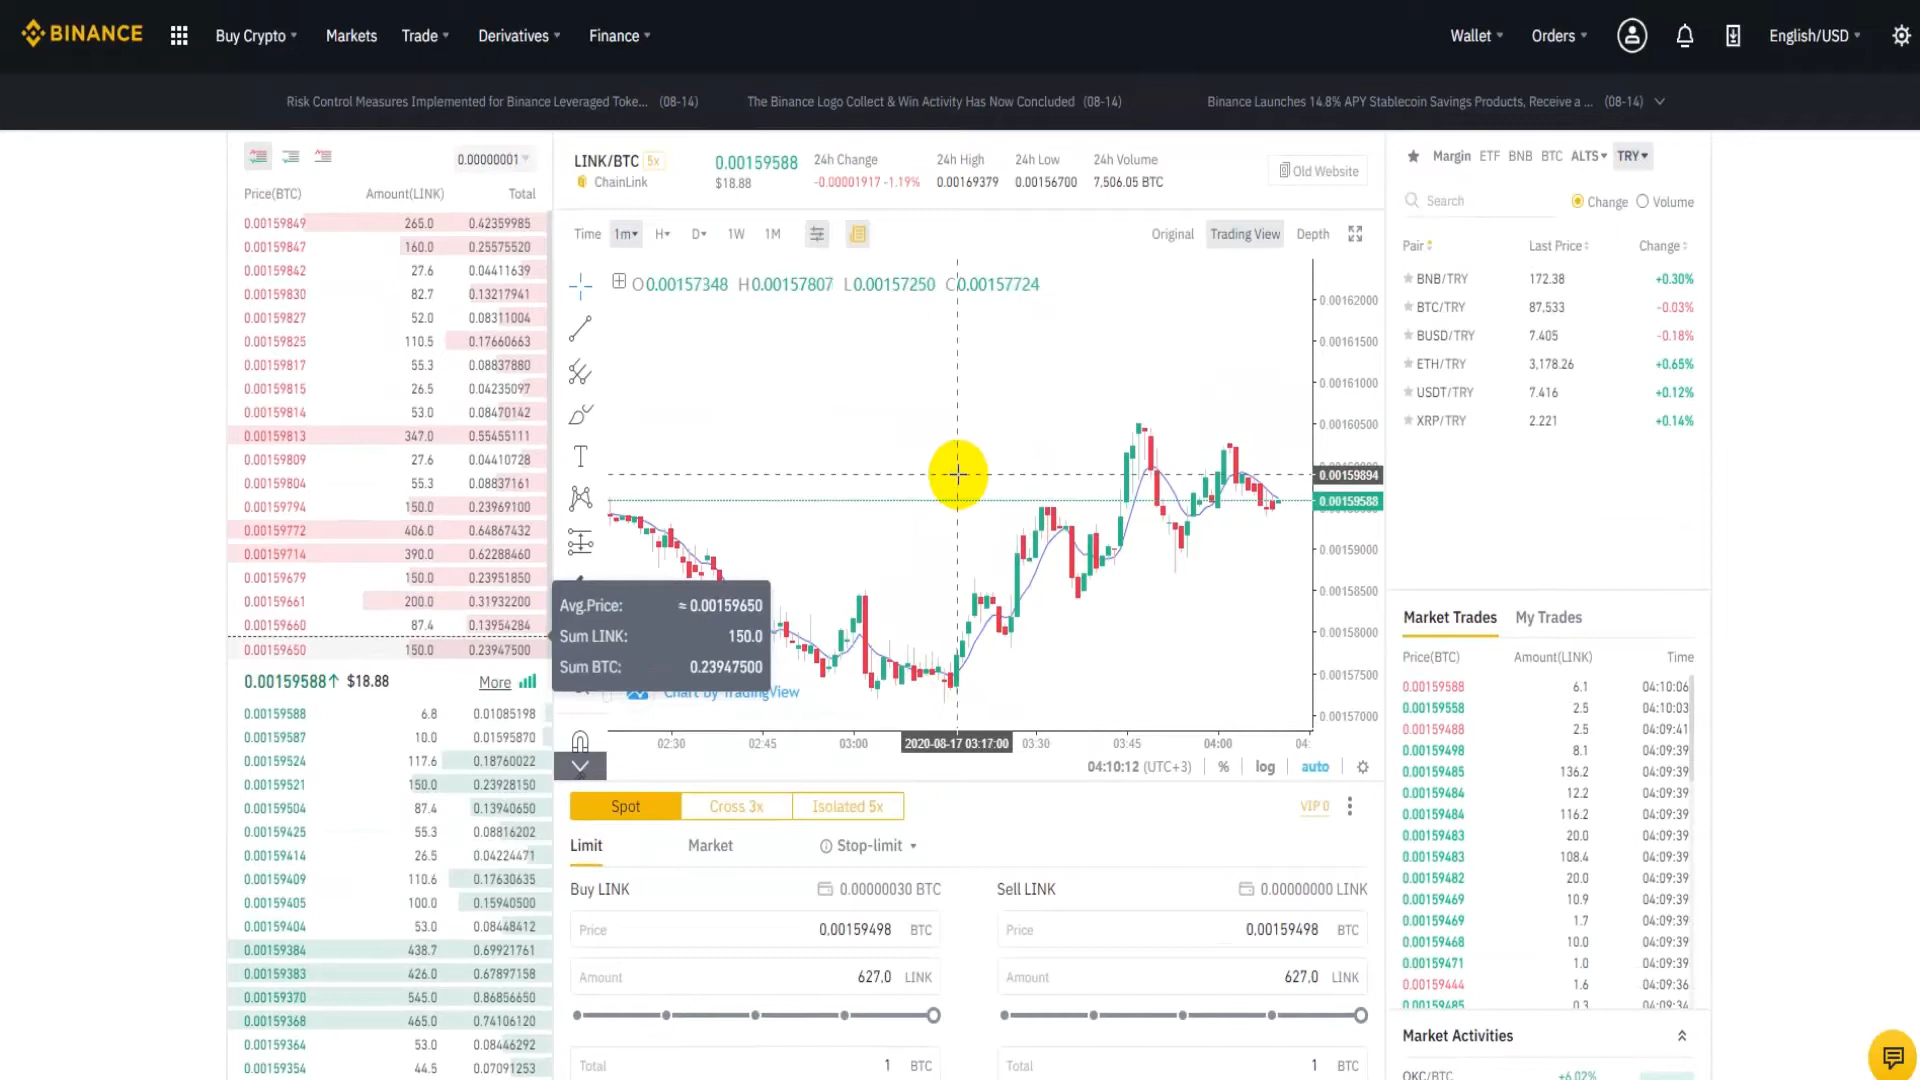 BINANCE
Buy Crypto
Markets
Trade
Derivatives
Finance
Wallet
Orders
English/USD
Risk Control Measures Implemented for Binance Leveraged Toke... (08-14)
The Binance Logo Collect & Win Activity Has Now Concluded (08-14)
Binance Launches 14.8% APY Stablecoin Savings Products, Receive a ... (08-14)
0.00000001
Price(BTC) Amount(LINK) Total
0.00159849 265.0 0.42359985
0.00159847 160.0 0.25575520
0.00159842 27.6 0.04411639
0.00159830 82.7 0.13217941
0.00159827 52.0 0.08311004
0.00159825 110.5 0.17660663
0.00159817 55.3 0.08837880
0.00159815 26.5 0.04235097
0.00159814 53.0 0.08470142
0.00159813 347.0 0.55455111
0.00159809 27.6 0.04410728
0.00159804 55.3 0.08837161
0.00159794 150.0 0.23969100
0.00159772 406.0 0.64867432
0.00159714 390.0 0.62288460
0.00159679 150.0 0.23951850
0.00159661 200.0 0.31932200
0.00159660 87.4 0.13954284
0.00159650 150.0 0.23947500
0.00159588↑ $18.88 More
0.00159588 6.8 0.01085198
0.00159587 10.0 0.01595870
0.00159524 117.6 0.18760022
0.00159521 150.0 0.23928150
0.00159504 87.4 0.13940650
0.00159425 55.3 0.08816202
0.00159414 26.5 0.04224471
0.00159409 110.6 0.17630635
0.00159405 100.0 0.15940500
0.00159404 53.0 0.08448412
0.00159384 438.7 0.69921761
0.00159383 426.0 0.67897158
0.00159370 545.0 0.86856650
0.00159368 465.0 0.74106120
0.00159364 53.0 0.08446292
0.00159354 44.5 0.07091253
LINK/BTC 5x
ChainLink
0.00159588
$18.88
24h Change
-0.00001917 -1.19%
24h High
0.00169379
24h Low
0.00156700
24h Volume
7,506.05 BTC
Old Website
Time 1m H D 1W 1M
Original Trading View Depth
O0.00157348 H0.00157807 L0.00157250 C0.00157724
0.00162000
0.00161500
0.00161000
0.00160500
0.00159894
0.00159588
0.00159000
0.00158500
0.00158000
0.00157500
0.00157000
Avg.Price: ≈ 0.00159650
Sum LINK: 150.0
Sum BTC: 0.23947500
Chart by TradingView
02:30 02:45 03:00 2020-08-17 03:17:00 03:30 03:45 04:00 04:
04:10:12 (UTC+3) % log auto
Spot Cross 3x Isolated 5x VIP 0
Limit Market Stop-limit
Buy LINK 0.00000030 BTC
Price 0.00159498 BTC
Amount 627,0 LINK
Total 1 BTC
Sell LINK 0.00000000 LINK
Price 0.00159498 BTC
Amount 627,0 LINK
Total 1 BTC
Margin ETF BNB BTC ALTS TRY
Search Change Volume
Pair Last Price Change
BNB/TRY 172.38 +0.30%
BTC/TRY 87,533 -0.03%
BUSD/TRY 7.405 -0.18%
ETH/TRY 3,178.26 +0.65%
USDT/TRY 7.416 +0.12%
XRP/TRY 2.221 +0.14%
Market Trades My Trades
Price(BTC) Amount(LINK) Time
0.00159588 6.1 04:10:06
0.00159558 2.5 04:10:03
0.00159488 2.5 04:09:41
0.00159498 8.1 04:09:39
0.00159485 136.2 04:09:39
0.00159484 12.2 04:09:39
0.00159484 116.2 04:09:39
0.00159483 20.0 04:09:39
0.00159483 108.4 04:09:39
0.00159482 20.0 04:09:39
0.00159469 10.9 04:09:39
0.00159469 1.7 04:09:39
0.00159468 10.0 04:09:39
0.00159471 1.0 04:09:39
0.00159444 1.6 04:09:36
0.00159485 0.3 04:09:34
Market Activities
OKC/BTC +6.02%